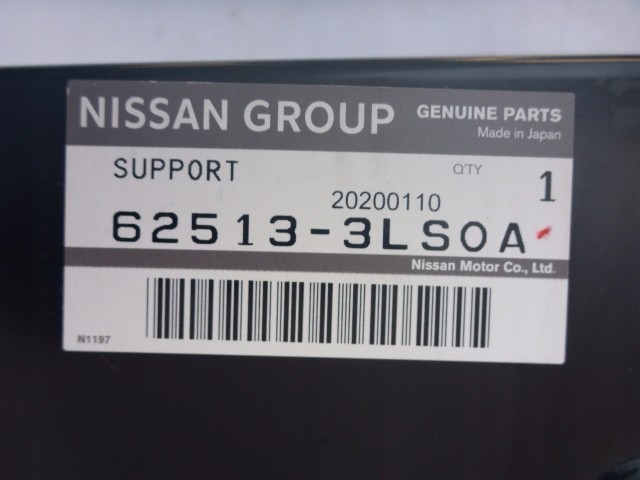 NISSAN GROUP
GENUINE PARTS
Made in Japan
SUPPORT
Q'TY
1
20200110
62513-3LS0A
Nissan Motor Co., Ltd.
N1197